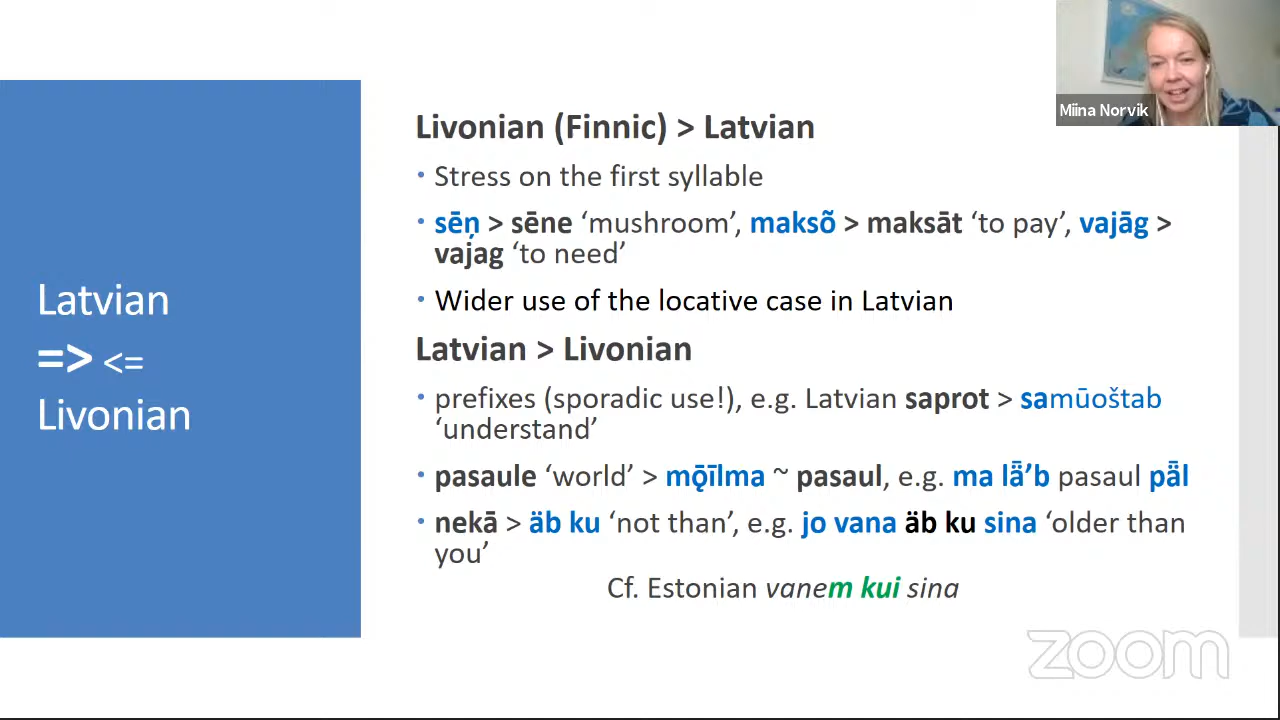 Miina Norvik
Latvian
=> <=
Livonian
Livonian (Finnic) > Latvian
• Stress on the first syllable
• sēņ > sēne ‘mushroom’, maksõ > maksāt ‘to pay’, vajāg >
vajag ‘to need’
• Wider use of the locative case in Latvian
Latvian > Livonian
• prefixes (sporadic use!), e.g. Latvian saprot > samūoštab
‘understand’
• pasaule ‘world’ > mǭīlma ~ pasaul, e.g. ma lǟ’b pasaul pǟl
• nekā > äb ku ‘not than’, e.g. jo vana äb ku sina ‘older than
you’
Cf. Estonian vanem kui sina
zoom